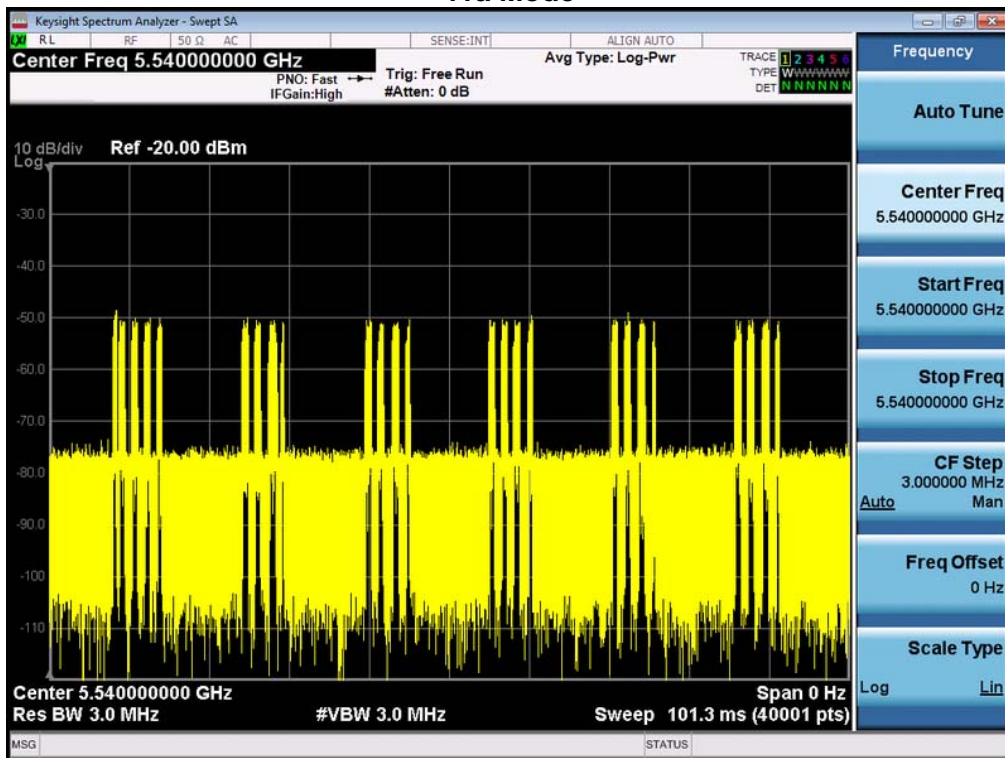 Keysight Spectrum Analyzer - Swept SA
LXI RL RF 50 Ω AC SENSE:INT ALIGN AUTO
Center Freq 5.540000000 GHz
PNO: Fast
IFGain:High
Trig: Free Run
#Atten: 0 dB
Avg Type: Log-Pwr
TRACE 1 2 3 4 5 6
TYPE WWWWWW
DET N N N N N N
10 dB/div Ref -20.00 dBm
Log
-30.0
-40.0
-50.0
-60.0
-70.0
-80.0
-90.0
-100
-110
Center 5.540000000 GHz Span 0 Hz
Res BW 3.0 MHz #VBW 3.0 MHz Sweep 101.3 ms (40001 pts)
MSG STATUS
Frequency
Auto Tune
Center Freq
5.540000000 GHz
Start Freq
5.540000000 GHz
Stop Freq
5.540000000 GHz
CF Step
3.000000 MHz
Auto Man
Freq Offset
0 Hz
Scale Type
Log Lin